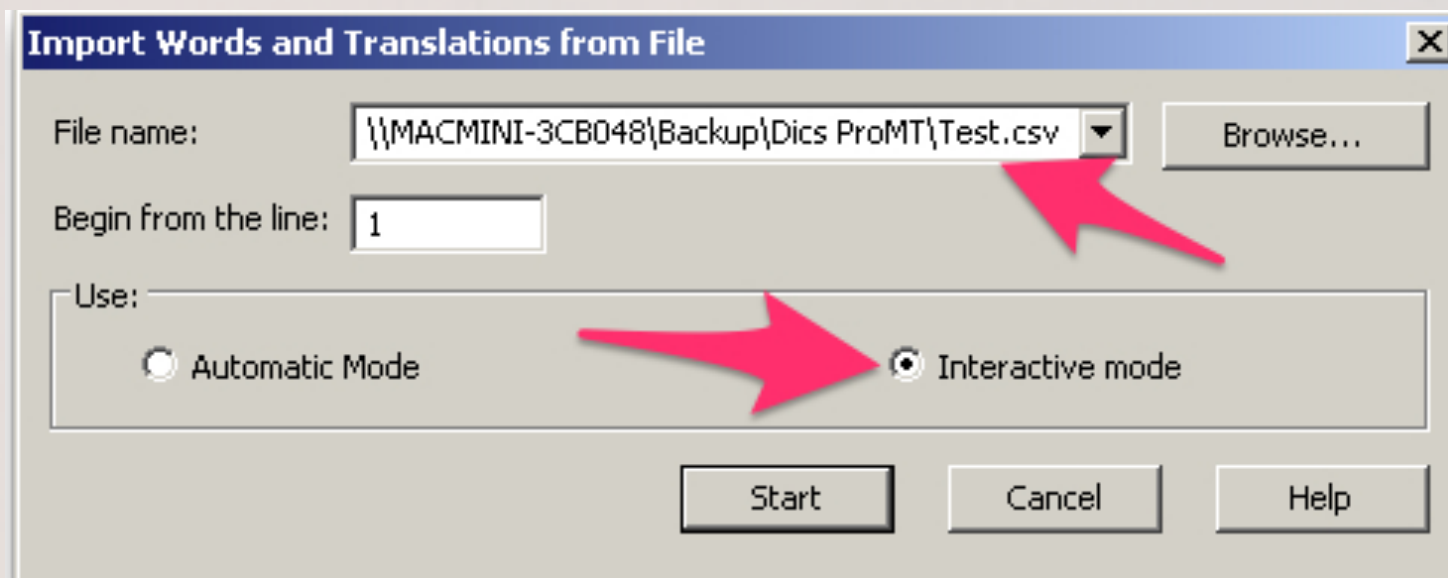 Import Words and Translations from File
File name: \\MACMINI-3CB048\Backup\Dics ProMT\Test.csv Browse...
Begin from the line: 1
Use:
Automatic Mode Interactive mode
Start Cancel Help